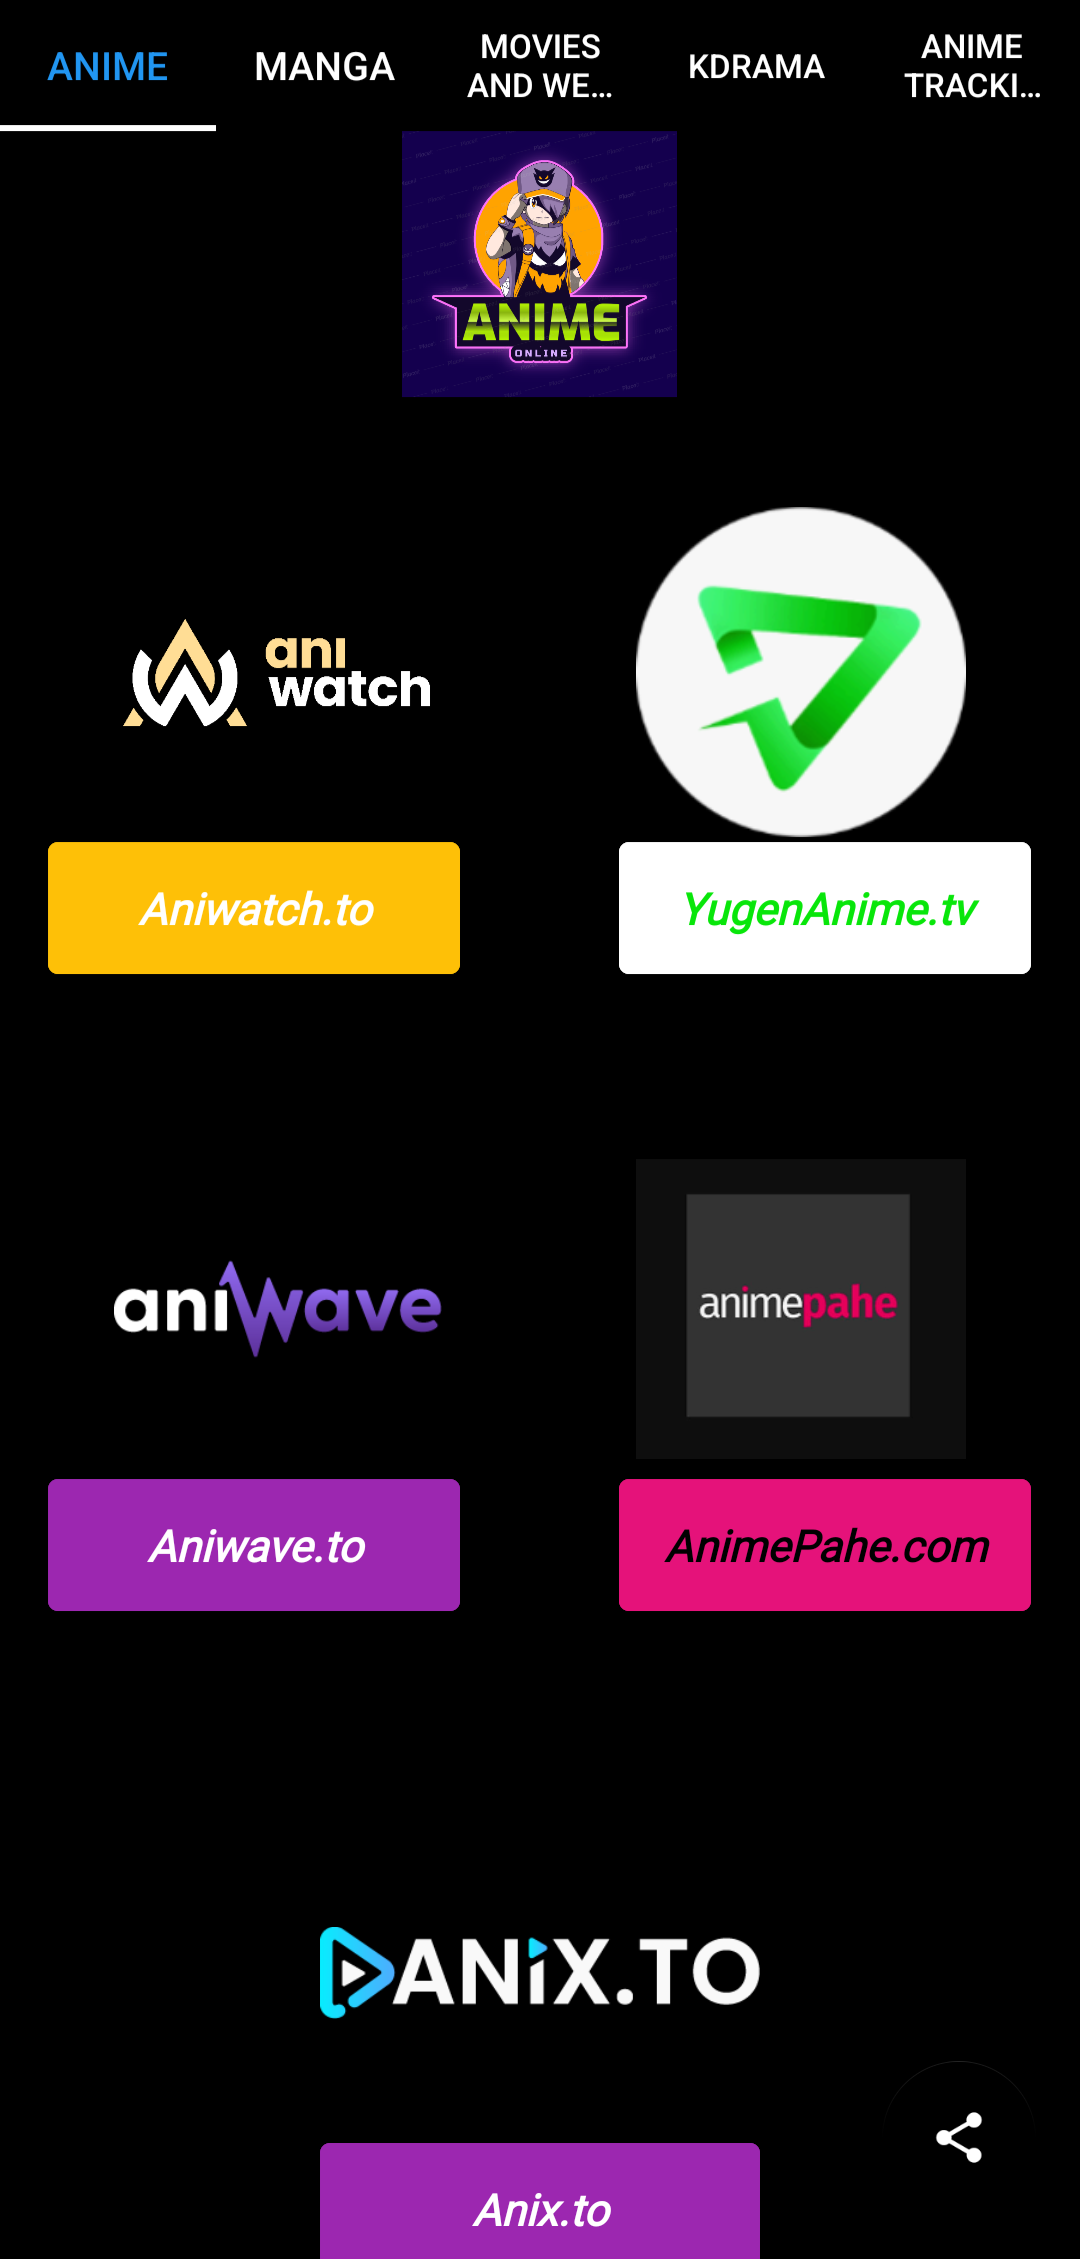 ANIME
MANGA
MOVIES
AND WE...
KDRAMA
ANIME
TRACKI...
ANIME
ONLINE
ani
watch
Aniwatch.to
YugenAnime.tv
aniwave
animepahe
Aniwave.to
AnimePahe.com
ANiX.TO
Anix.to